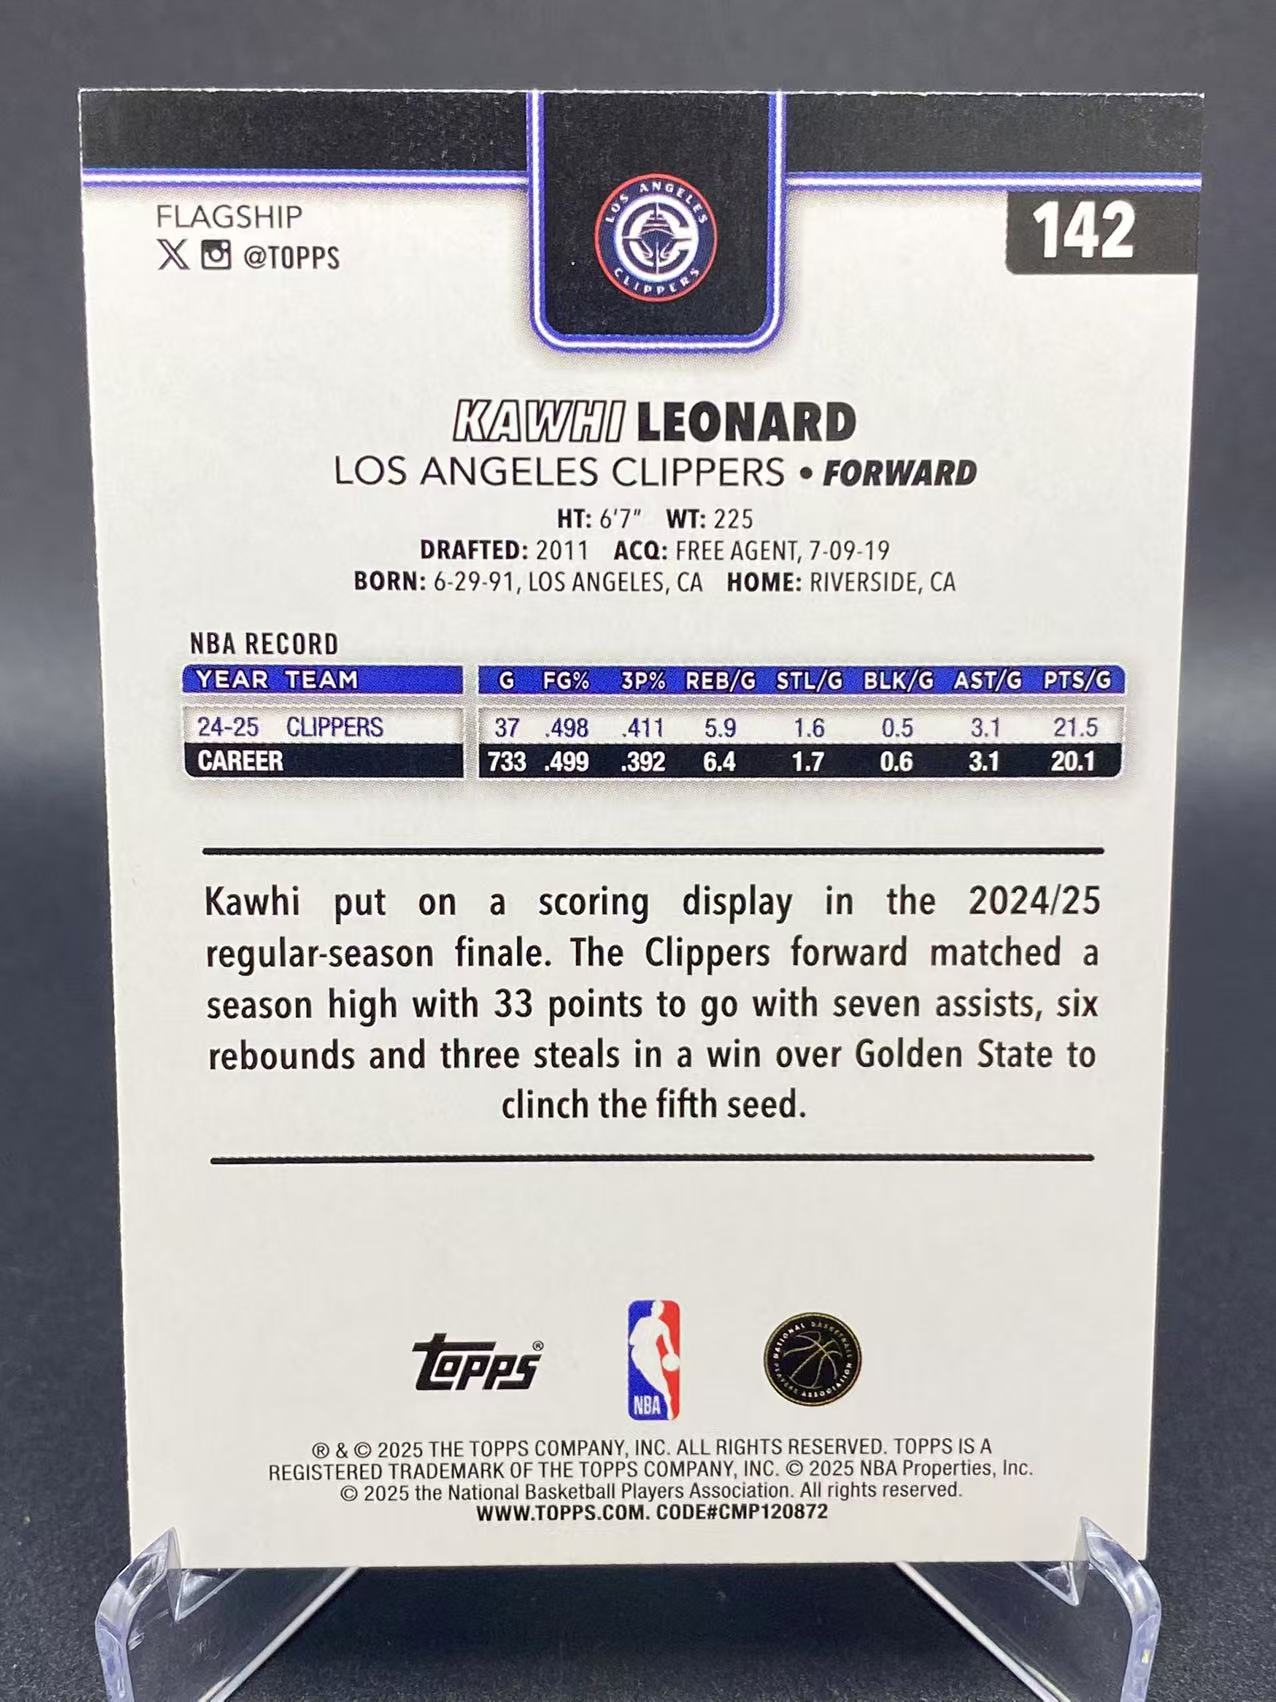 LOS ANGELES
CLIPPERS
FLAGSHIP
@TOPPS
142
KAWHI LEONARD
LOS ANGELES CLIPPERS • FORWARD
HT: 6'7" WT: 225
DRAFTED: 2011 ACQ: FREE AGENT, 7-09-19
BORN: 6-29-91, LOS ANGELES, CA HOME: RIVERSIDE, CA
NBA RECORD
YEAR TEAM G FG% 3P% REB/G STL/G BLK/G AST/G PTS/G
24-25 CLIPPERS 37 .498 .411 5.9 1.6 0.5 3.1 21.5
CAREER 733 .499 .392 6.4 1.7 0.6 3.1 20.1
Kawhi put on a scoring display in the 2024/25
regular-season finale. The Clippers forward matched a
season high with 33 points to go with seven assists, six
rebounds and three steals in a win over Golden State to
clinch the fifth seed.
topps®
NBA
NATIONAL BASKETBALL
PLAYERS ASSOCIATION
® & © 2025 THE TOPPS COMPANY, INC. ALL RIGHTS RESERVED. TOPPS IS A
REGISTERED TRADEMARK OF THE TOPPS COMPANY, INC. © 2025 NBA Properties, Inc.
© 2025 the National Basketball Players Association. All rights reserved.
WWW.TOPPS.COM. CODE#CMP120872